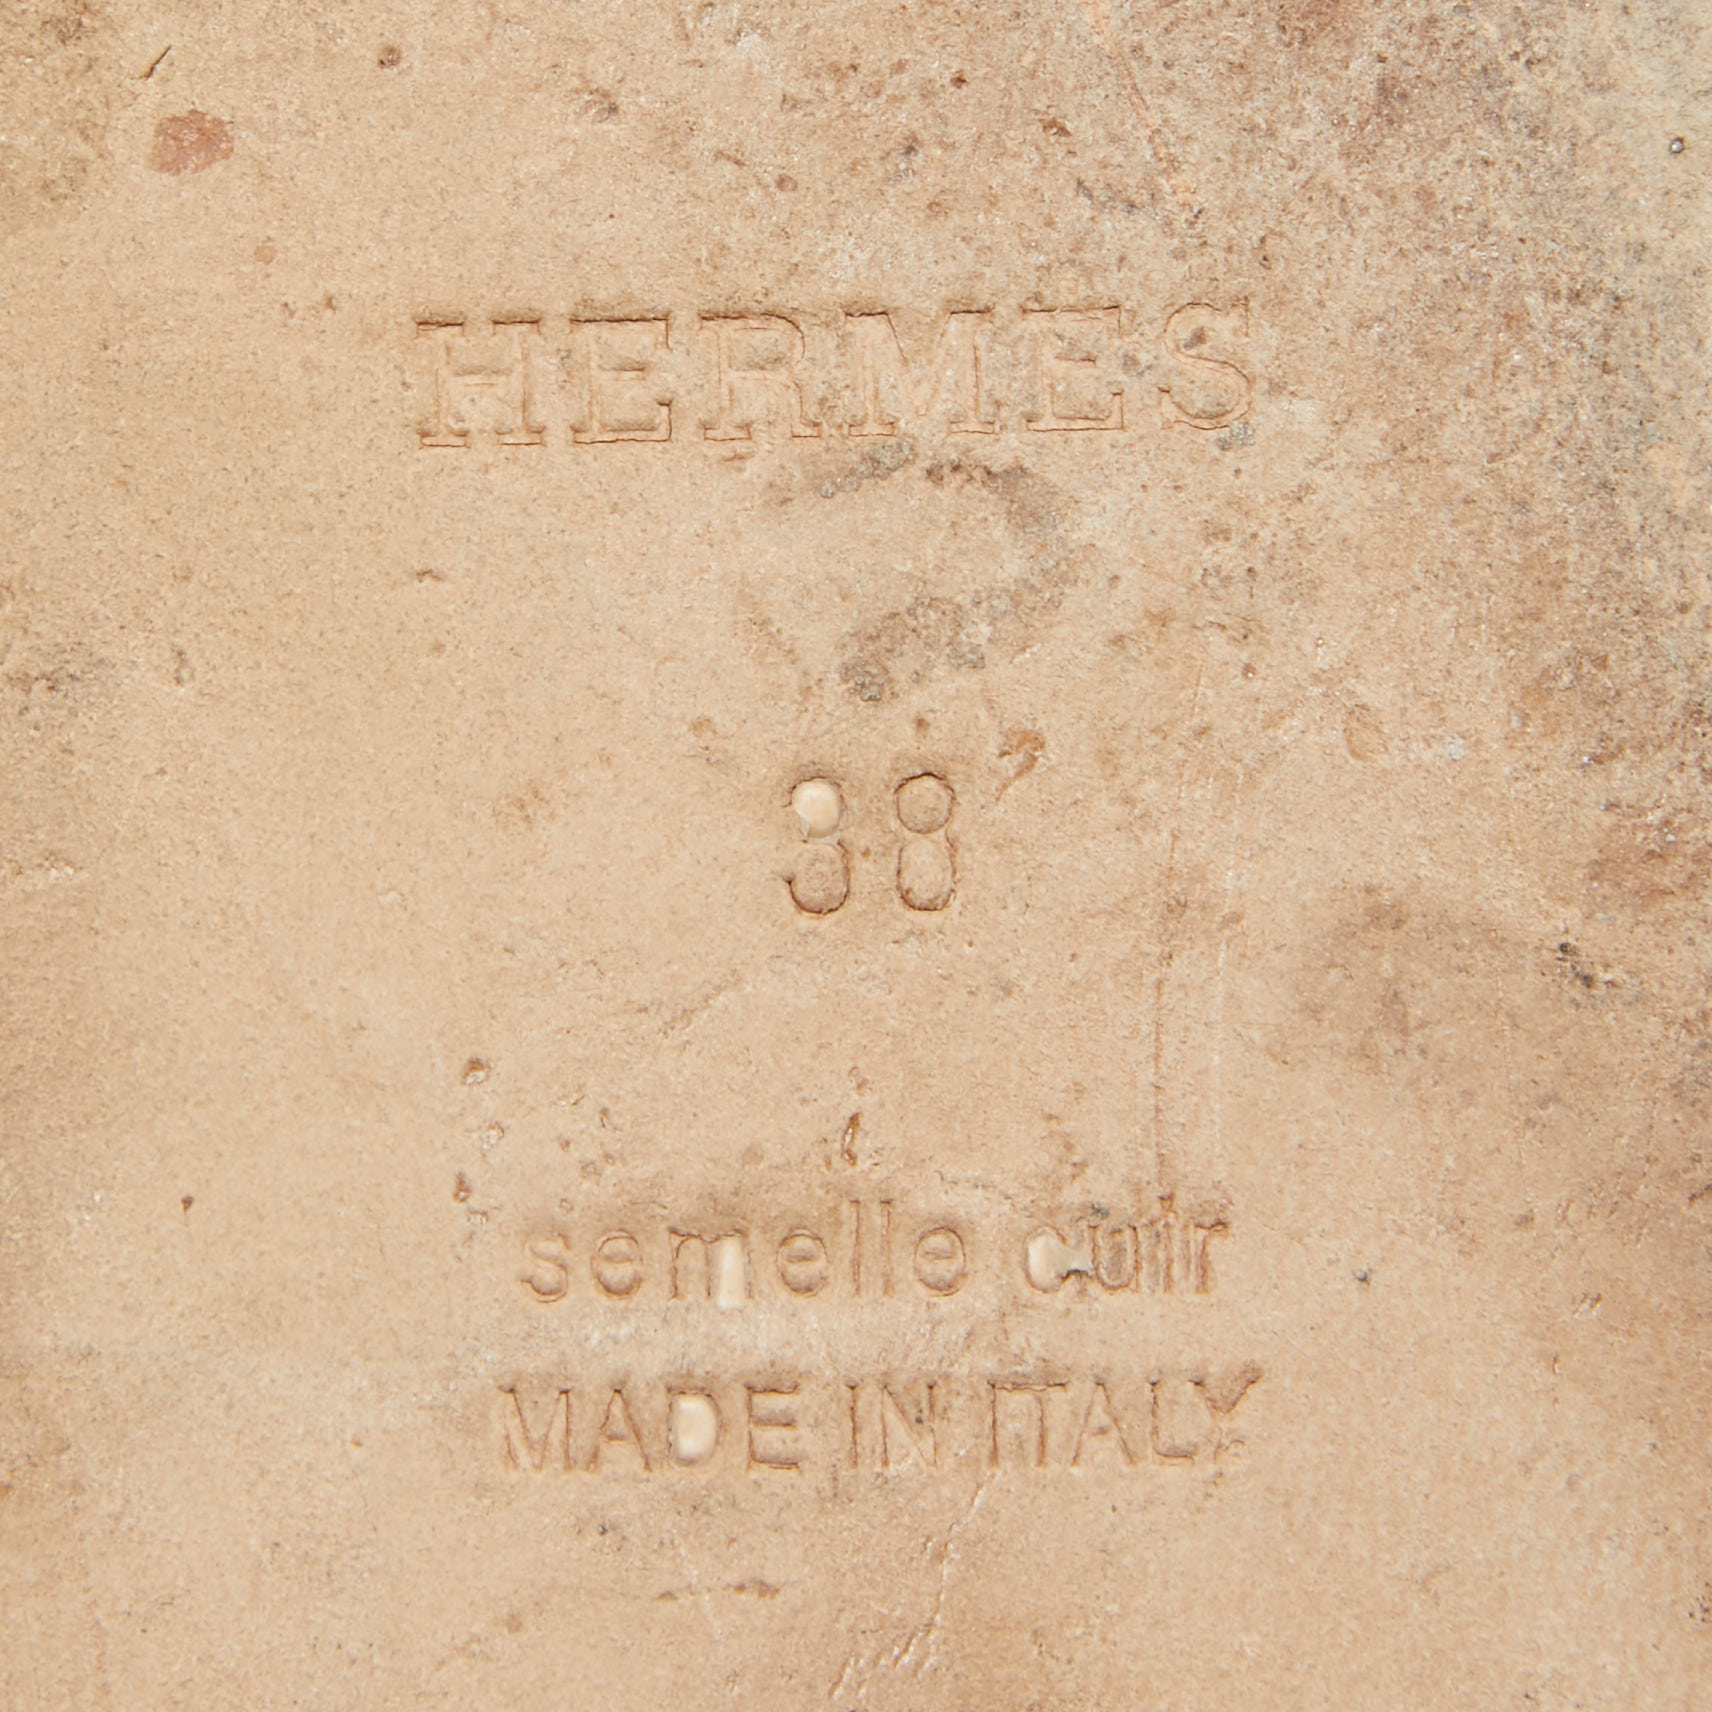 HERMES
38
semelle cuir
MADE IN ITALY